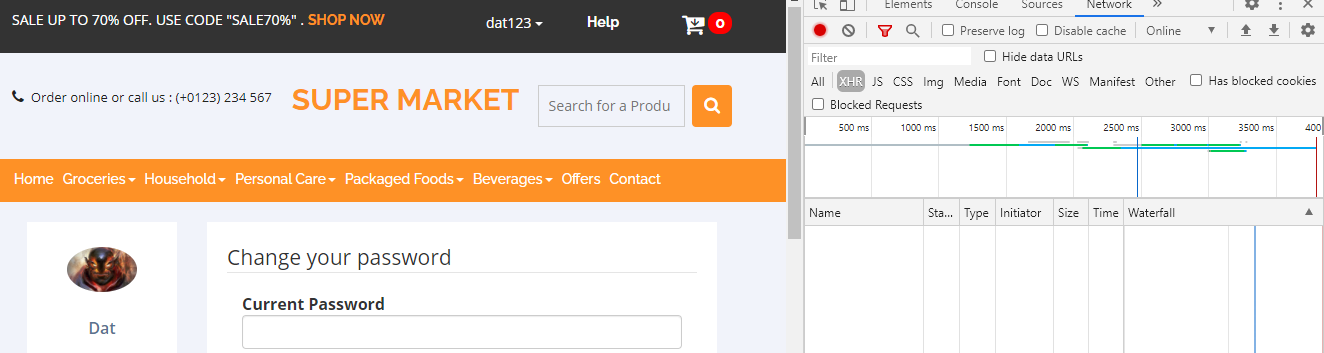 SALE UP TO 70% OFF. USE CODE "SALE70%" . SHOP NOW
dat123
Help
0
Order online or call us : (+0123) 234 567
SUPER MARKET
Search for a Produ
Home Groceries Household Personal Care Packaged Foods Beverages Offers Contact
Dat
Change your password
Current Password
Elements Console Sources Network
Preserve log Disable cache Online
Filter
Hide data URLs
All XHR JS CSS Img Media Font Doc WS Manifest Other Has blocked cookies
Blocked Requests
500 ms 1000 ms 1500 ms 2000 ms 2500 ms 3000 ms 3500 ms 400
Name Sta... Type Initiator Size Time Waterfall